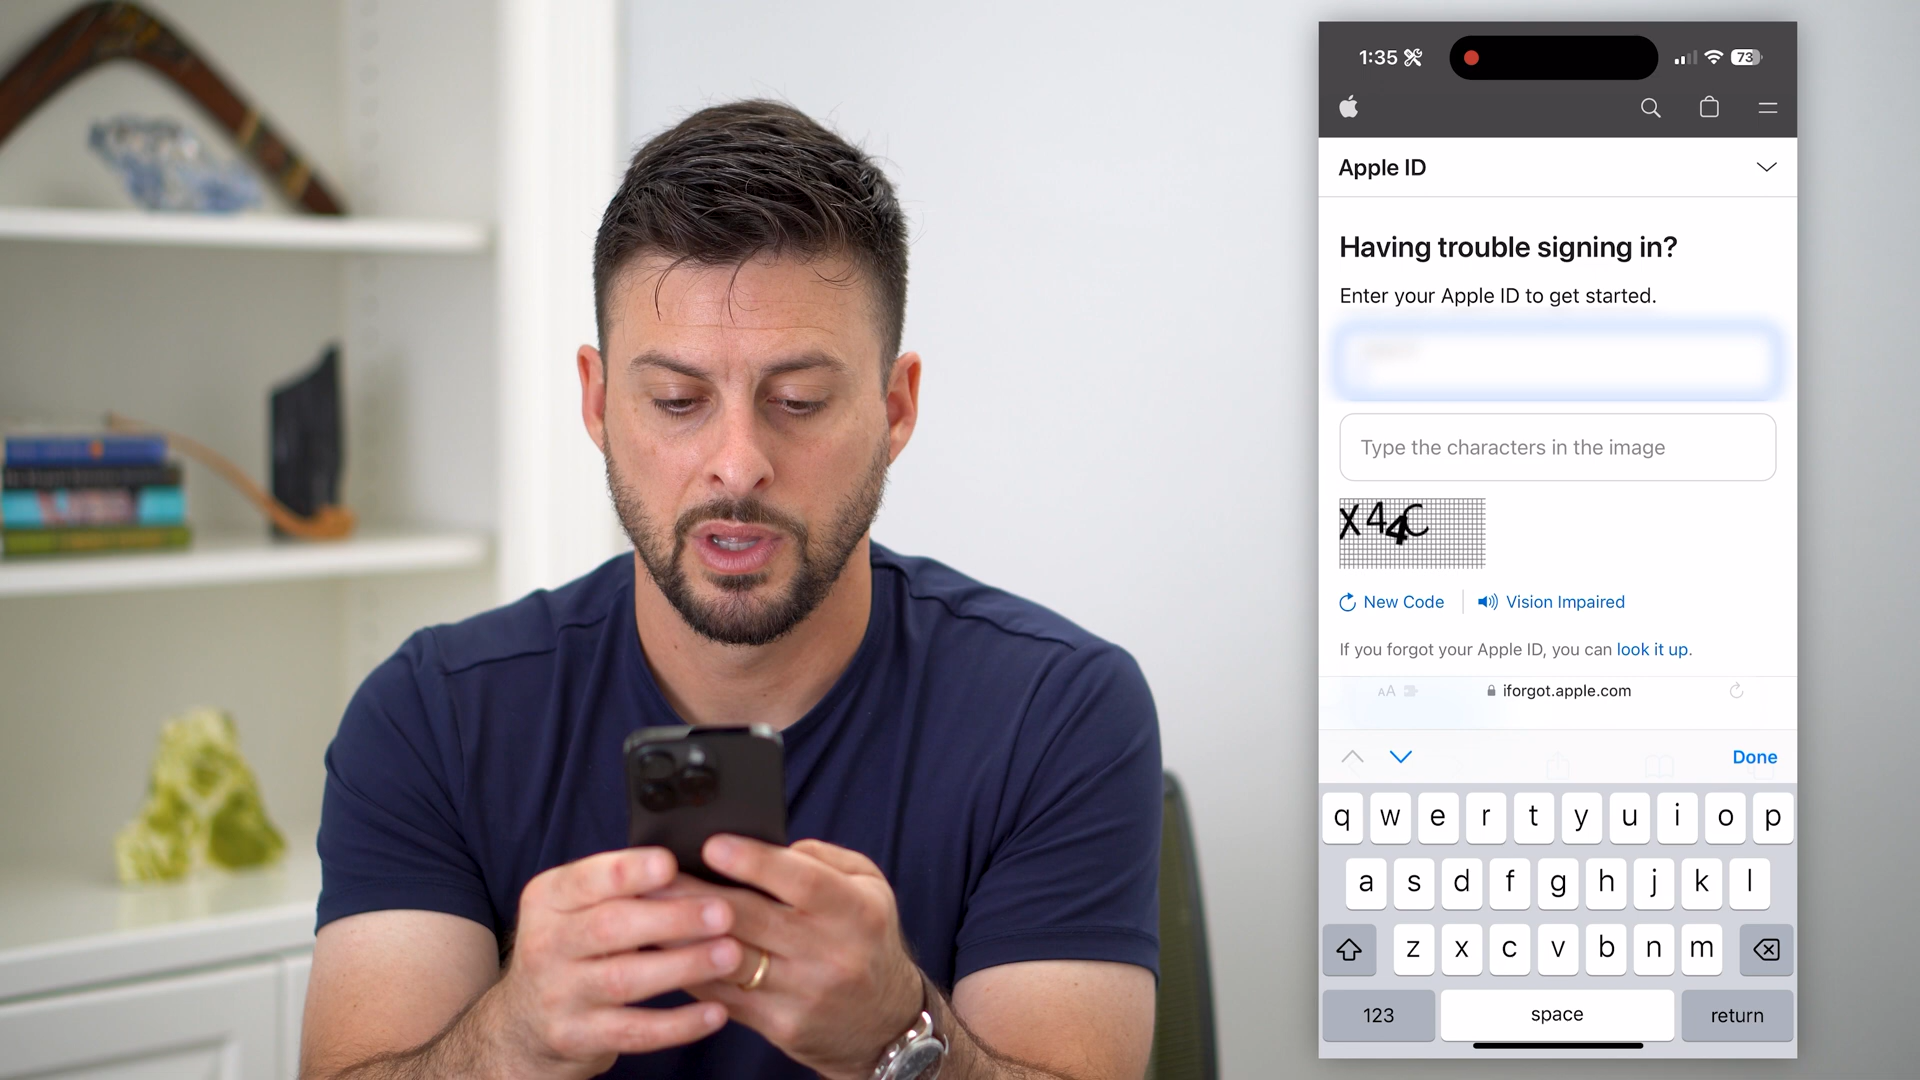 1:35
73
Apple ID
Having trouble signing in?
Enter your Apple ID to get started.
Type the characters in the image
X44C
New Code
Vision Impaired
If you forgot your Apple ID, you can look it up.
AA
iforgot.apple.com
Done
q w e r t y u i o p
a s d f g h j k l
z x c v b n m
123 space return